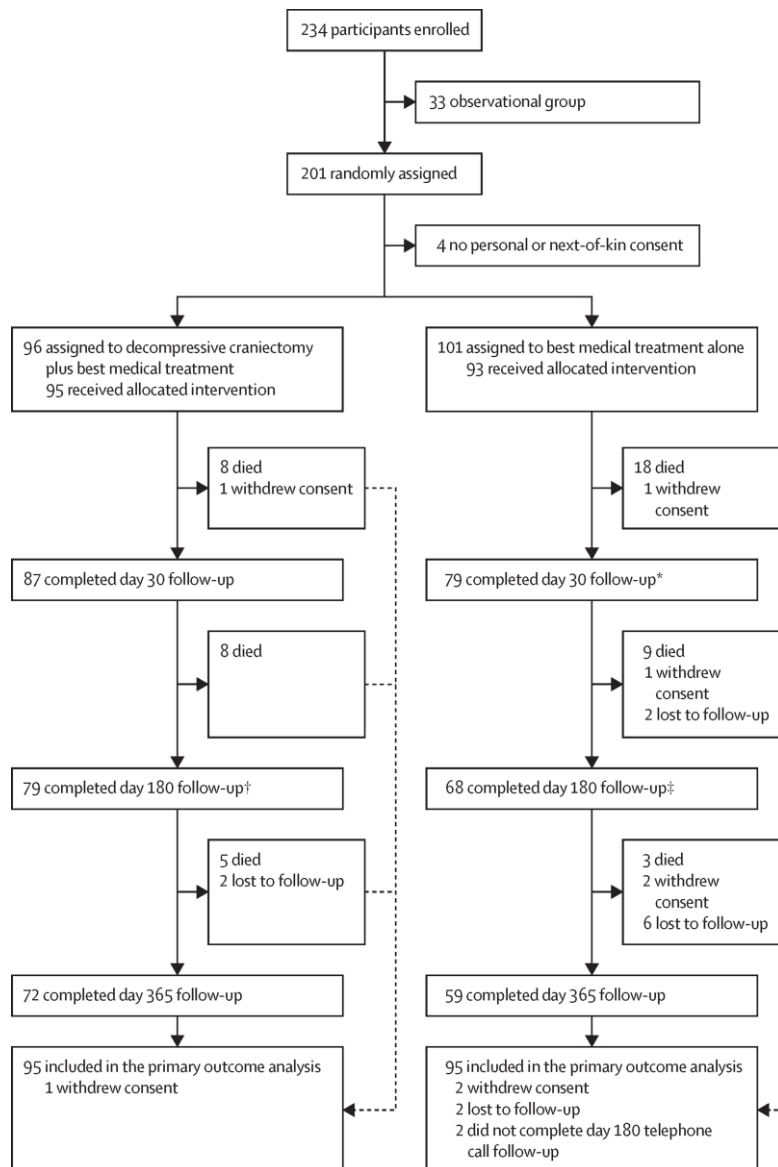 234 participants enrolled
33 observational group
201 randomly assigned
4 no personal or next-of-kin consent
96 assigned to decompressive craniectomy
plus best medical treatment
95 received allocated intervention
101 assigned to best medical treatment alone
93 received allocated intervention
8 died
1 withdrew consent
18 died
1 withdrew
consent
87 completed day 30 follow-up
79 completed day 30 follow-up*
8 died
9 died
1 withdrew
consent
2 lost to follow-up
79 completed day 180 follow-up†
68 completed day 180 follow-up‡
5 died
2 lost to follow-up
3 died
2 withdrew
consent
6 lost to follow-up
72 completed day 365 follow-up
59 completed day 365 follow-up
95 included in the primary outcome analysis
1 withdrew consent
95 included in the primary outcome analysis
2 withdrew consent
2 lost to follow-up
2 did not complete day 180 telephone
call follow-up